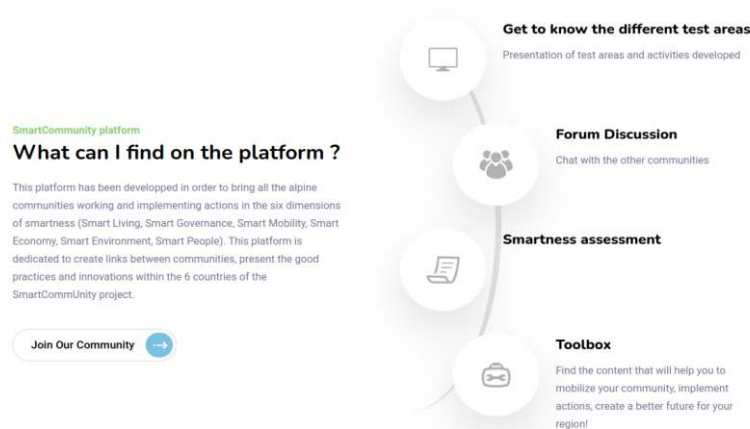 SmartCommunity platform
What can I find on the platform ?
This platform has been developped in order to bring all the alpine
communities working and implementing actions in the six dimensions
of smartness (Smart Living, Smart Governance, Smart Mobility, Smart
Economy, Smart Environment, Smart People). This platform is
dedicated to create links between communities, present the good
practices and innovations within the 6 countries of the
SmartCommUnity project.
Join Our Community
Get to know the different test areas
Presentation of test areas and activities developed
Forum Discussion
Chat with the other communities
Smartness assessment
Toolbox
Find the content that will help you to
mobilize your community, implement
actions, create a better future for your
region!